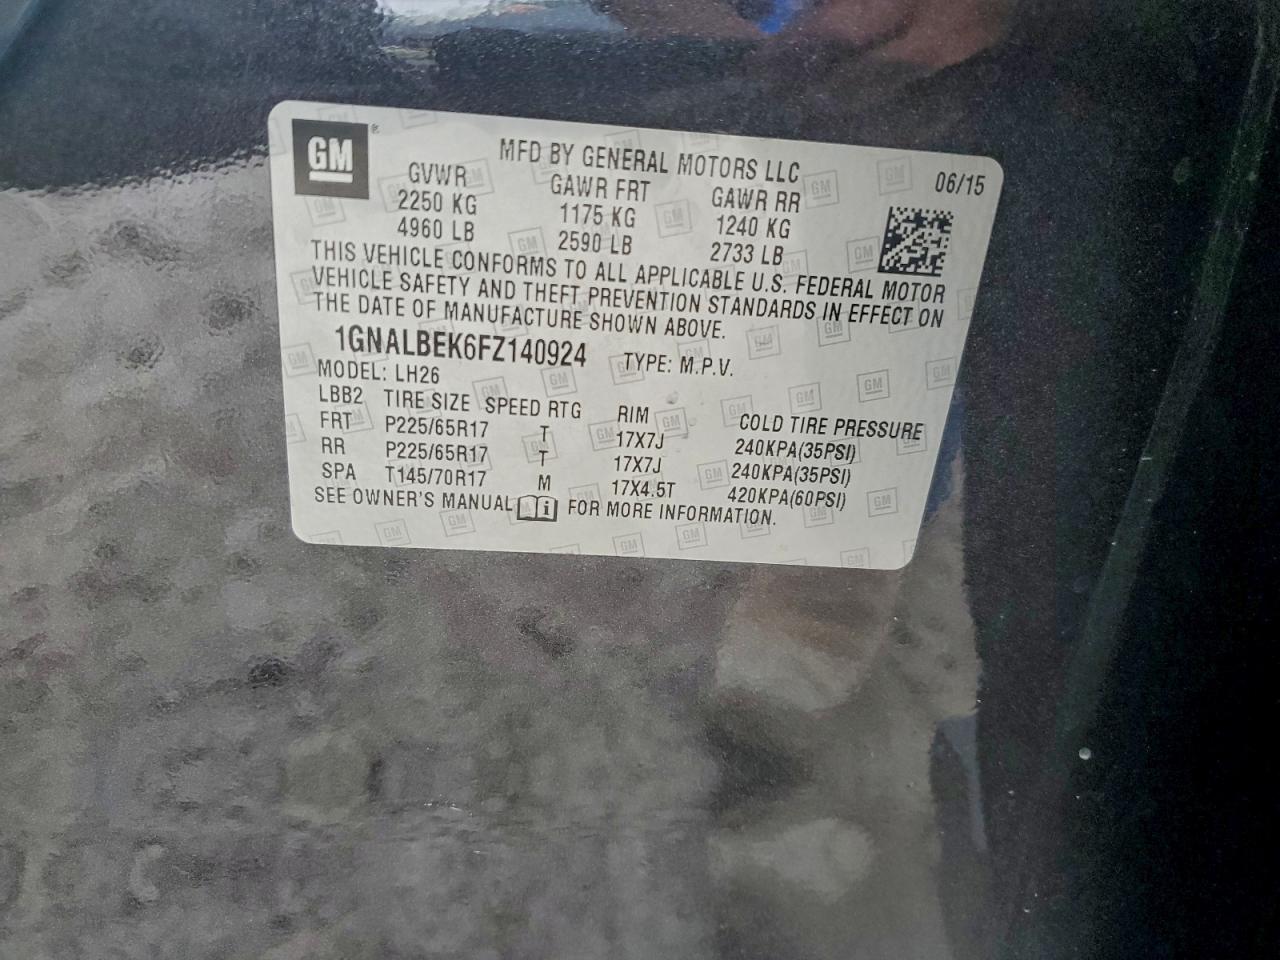 GM ®
MFD BY GENERAL MOTORS LLC
06/15
GVWR GAWR FRT GAWR RR
2250 KG 1175 KG 1240 KG
4960 LB 2590 LB 2733 LB
THIS VEHICLE CONFORMS TO ALL APPLICABLE U.S. FEDERAL MOTOR
VEHICLE SAFETY AND THEFT PREVENTION STANDARDS IN EFFECT ON
THE DATE OF MANUFACTURE SHOWN ABOVE.
1GNALBEK6FZ140924 TYPE: M.P.V.
MODEL: LH26
LBB2 TIRE SIZE SPEED RTG RIM COLD TIRE PRESSURE
FRT P225/65R17 T 17X7J 240KPA(35PSI)
RR P225/65R17 T 17X7J 240KPA(35PSI)
SPA T145/70R17 M 17X4.5T 420KPA(60PSI)
SEE OWNER'S MANUAL i FOR MORE INFORMATION.